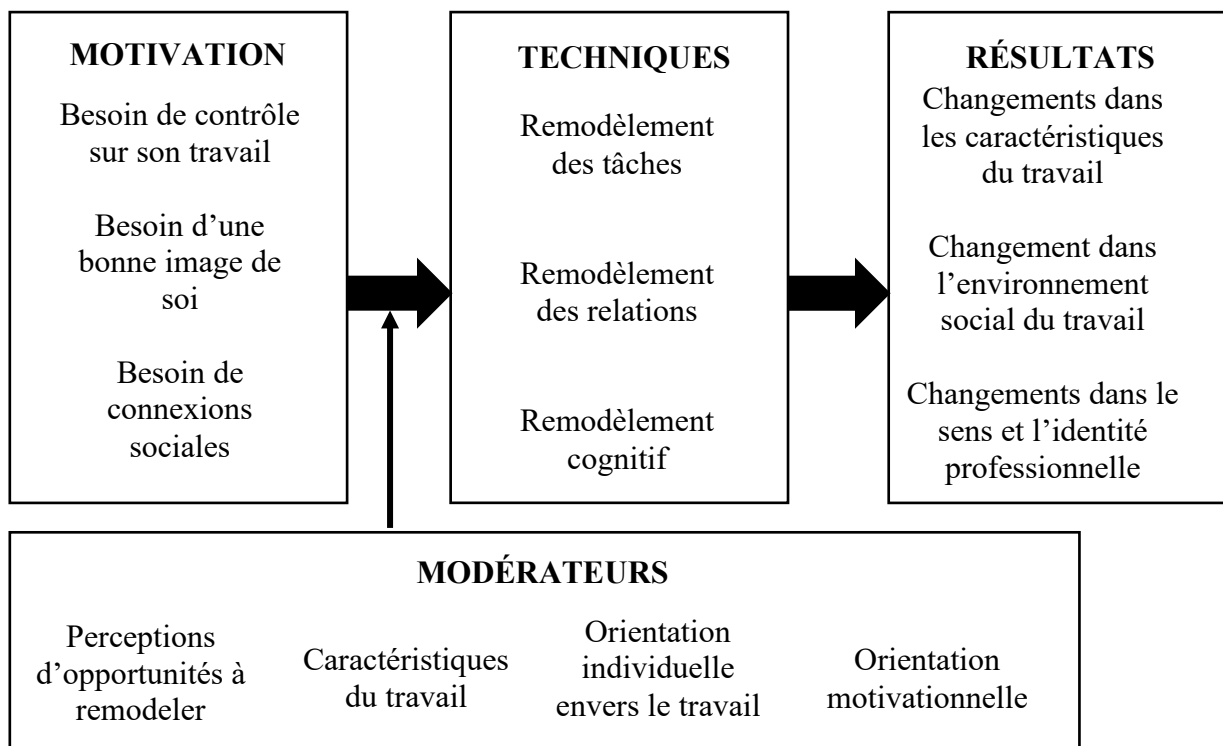 MOTIVATION
Besoin de contrôle
sur son travail
Besoin d’une
bonne image de
soi
Besoin de
connexions
sociales
TECHNIQUES
Remodèlement
des tâches
Remodèlement
des relations
Remodèlement
cognitif
RÉSULTATS
Changements dans
les caractéristiques
du travail
Changement dans
l’environnement
social du travail
Changements dans le
sens et l’identité
professionnelle
MODÉRATEURS
Perceptions
d’opportunités à
remodeler
Caractéristiques
du travail
Orientation
individuelle
envers le travail
Orientation
motivationnelle